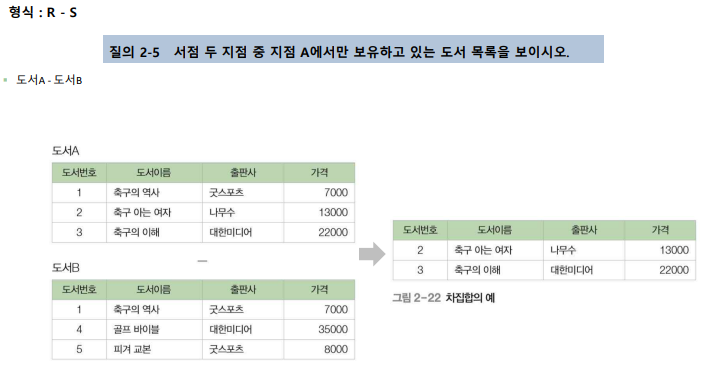 형식 : R - S
질의 2-5 서점 두 지점 중 지점 A에서만 보유하고 있는 도서 목록을 보이시오.
도서A - 도서B
도서A
도서번호 도서이름 출판사 가격
1 축구의 역사 굿스포츠 7000
2 축구 아는 여자 나무수 13000
3 축구의 이해 대한미디어 22000
—
도서B
도서번호 도서이름 출판사 가격
1 축구의 역사 굿스포츠 7000
4 골프 바이블 대한미디어 35000
5 피겨 교본 굿스포츠 8000
도서번호 도서이름 출판사 가격
2 축구 아는 여자 나무수 13000
3 축구의 이해 대한미디어 22000
그림 2-22 차집합의 예